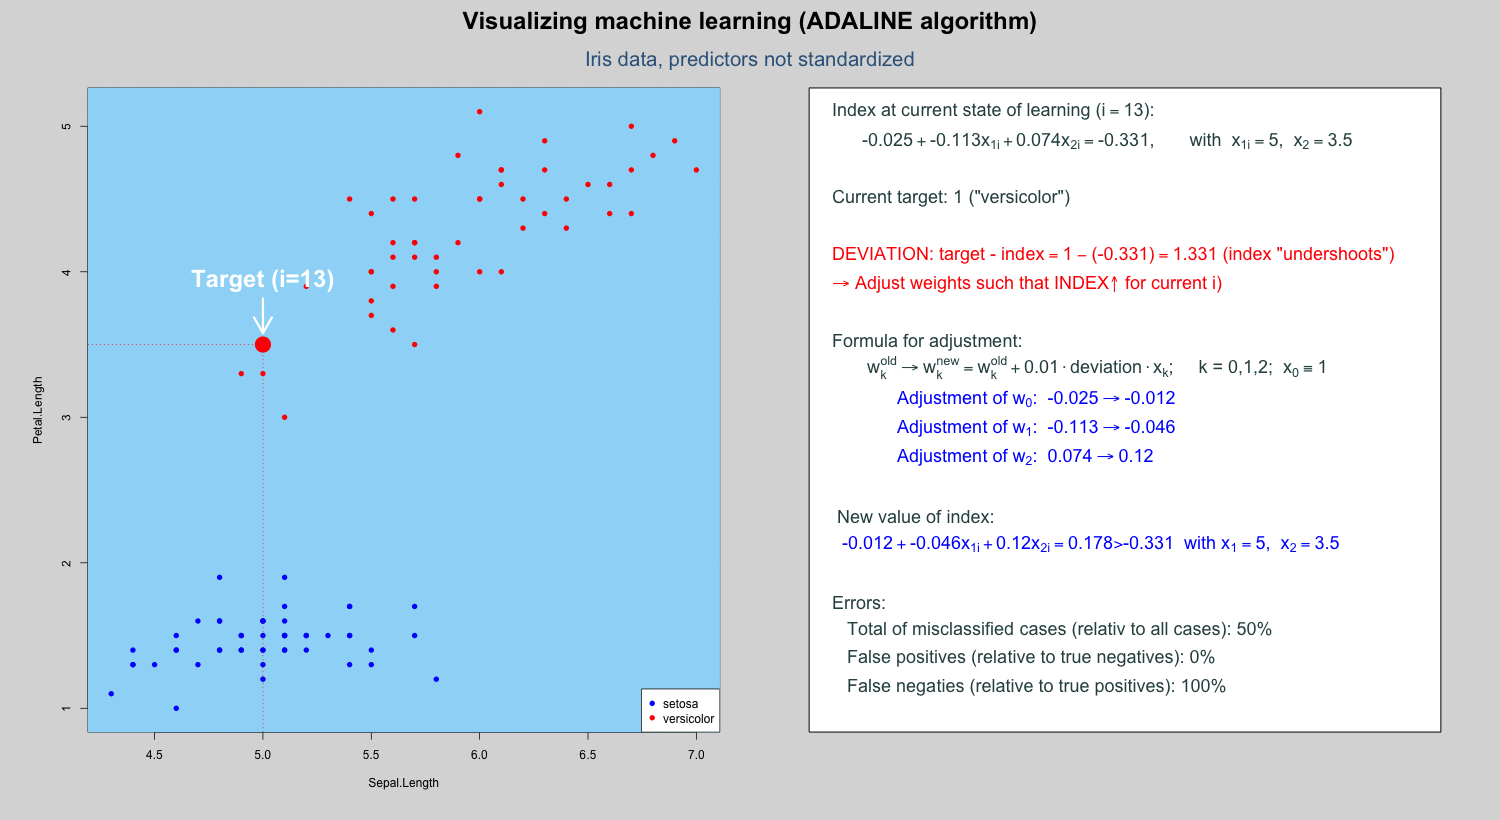 Visualizing machine learning (ADALINE algorithm)
Iris data, predictors not standardized
5
4
3
2
1
Petal.Length
Target (i=13)
setosa
versicolor
4.5 5.0 5.5 6.0 6.5 7.0
Sepal.Length
Index at current state of learning (i = 13):
-0.025 + -0.113x1i + 0.074x2i = -0.331, with x1i = 5, x2 = 3.5
Current target: 1 ("versicolor")
DEVIATION: target - index = 1 − (-0.331) = 1.331 (index "undershoots")
→ Adjust weights such that INDEX↑ for current i)
Formula for adjustment:
wk^old → wk^new = wk^old + 0.01 · deviation · xk; k = 0,1,2; x0 ≡ 1
Adjustment of w0: -0.025 → -0.012
Adjustment of w1: -0.113 → -0.046
Adjustment of w2: 0.074 → 0.12
New value of index:
-0.012 + -0.046x1i + 0.12x2i = 0.178>-0.331 with x1 = 5, x2 = 3.5
Errors:
Total of misclassified cases (relativ to all cases): 50%
False positives (relative to true negatives): 0%
False negaties (relative to true positives): 100%